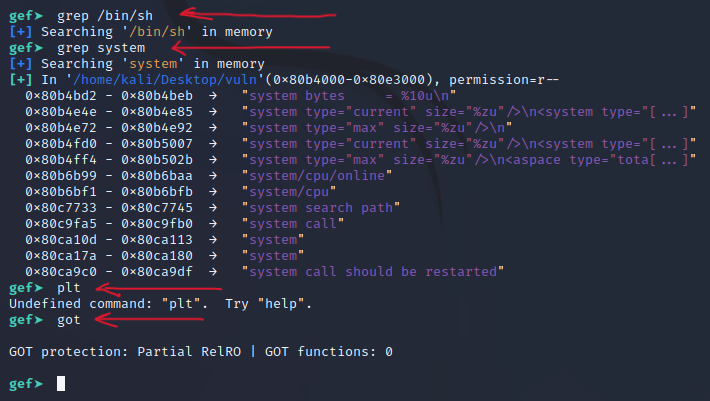 gef➤ grep /bin/sh
[+] Searching '/bin/sh' in memory
gef➤ grep system
[+] Searching 'system' in memory
[+] In '/home/kali/Desktop/vuln'(0×80b4000-0×80e3000), permission=r--
0×80b4bd2 - 0×80b4beb → "system bytes     = %10u\n"
0×80b4e4e - 0×80b4e85 → "system type="current" size="%zu"/>\n<system type="[...]"
0×80b4e72 - 0×80b4e92 → "system type="max" size="%zu"/>\n"
0×80b4fd0 - 0×80b5007 → "system type="current" size="%zu"/>\n<system type="[...]"
0×80b4ff4 - 0×80b502b → "system type="max" size="%zu"/>\n<aspace type="tota[...]"
0×80b6b99 - 0×80b6baa → "system/cpu/online"
0×80b6bf1 - 0×80b6bfb → "system/cpu"
0×80c7733 - 0×80c7745 → "system search path"
0×80c9fa5 - 0×80c9fb0 → "system call"
0×80ca10d - 0×80ca113 → "system"
0×80ca17a - 0×80ca180 → "system"
0×80ca9c0 - 0×80ca9df → "system call should be restarted"
gef➤ plt
Undefined command: "plt". Try "help".
gef➤ got
GOT protection: Partial RelRO | GOT functions: 0
gef➤